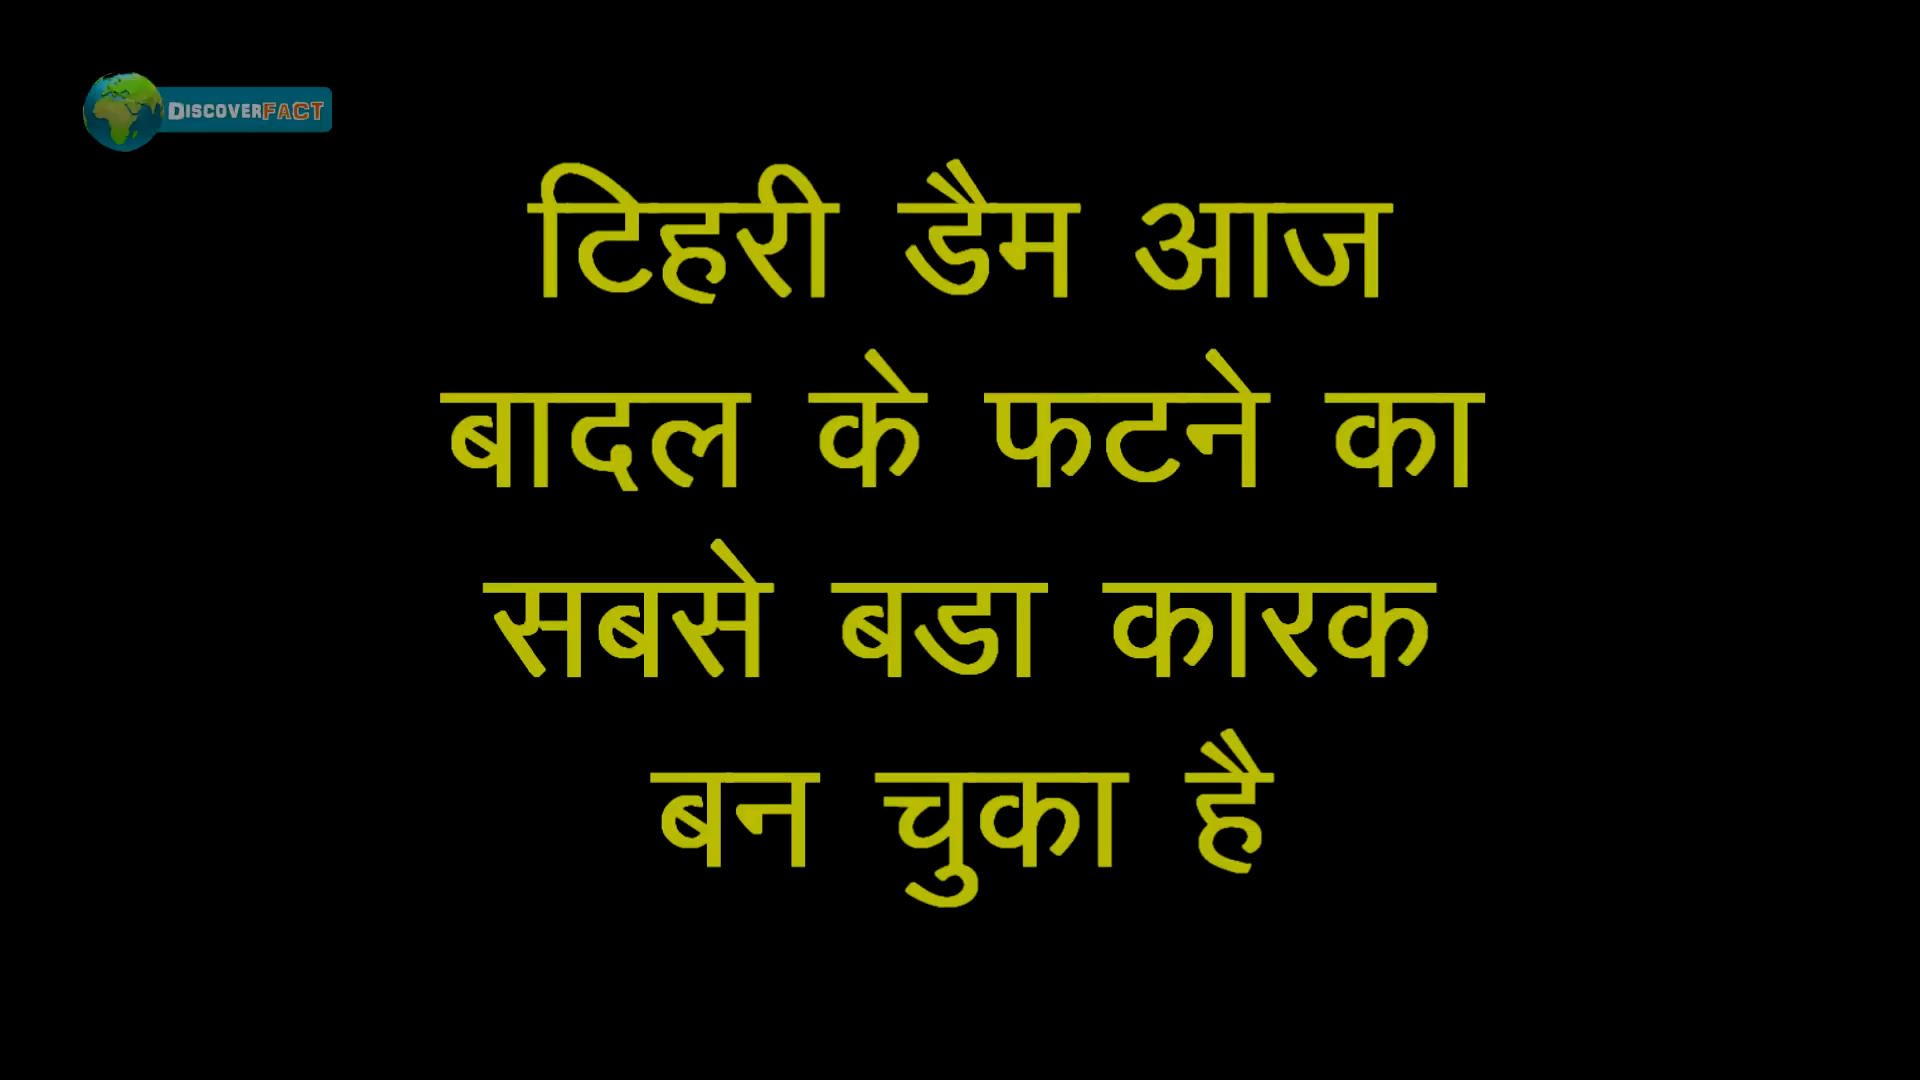 DISCOVERFACT
टिहरी डैम आज
बादल के फटने का
सबसे बडा कारक
बन चुका है